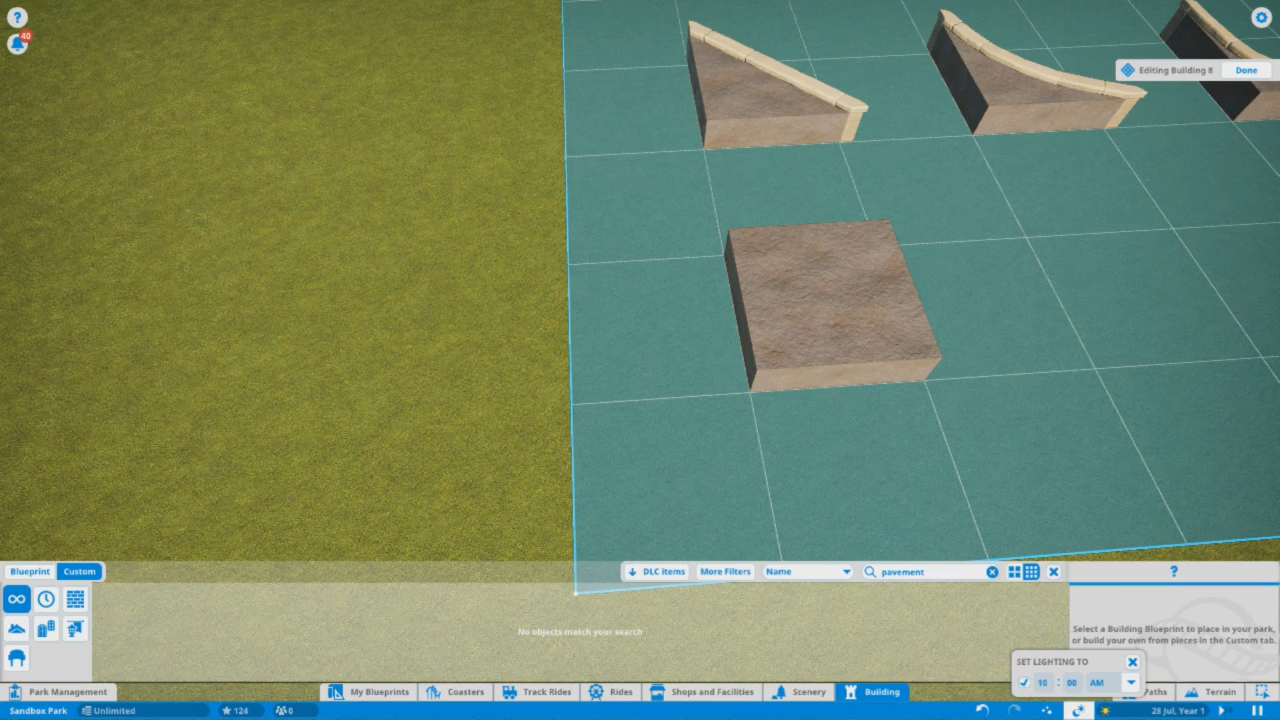 ?
40
Editing Building 8
Done
Blueprint
Custom
DLC items
More Filters
Name
pavement
?
No objects match your search
Select a Building Blueprint to place in your park,
or build your own from pieces in the Custom tab.
SET LIGHTING TO
10 : 00 AM
Park Management
My Blueprints
Coasters
Track Rides
Rides
Shops and Facilities
Scenery
Building
Paths
Terrain
Sandbox Park
Unlimited
124
0
28 Jul, Year 1